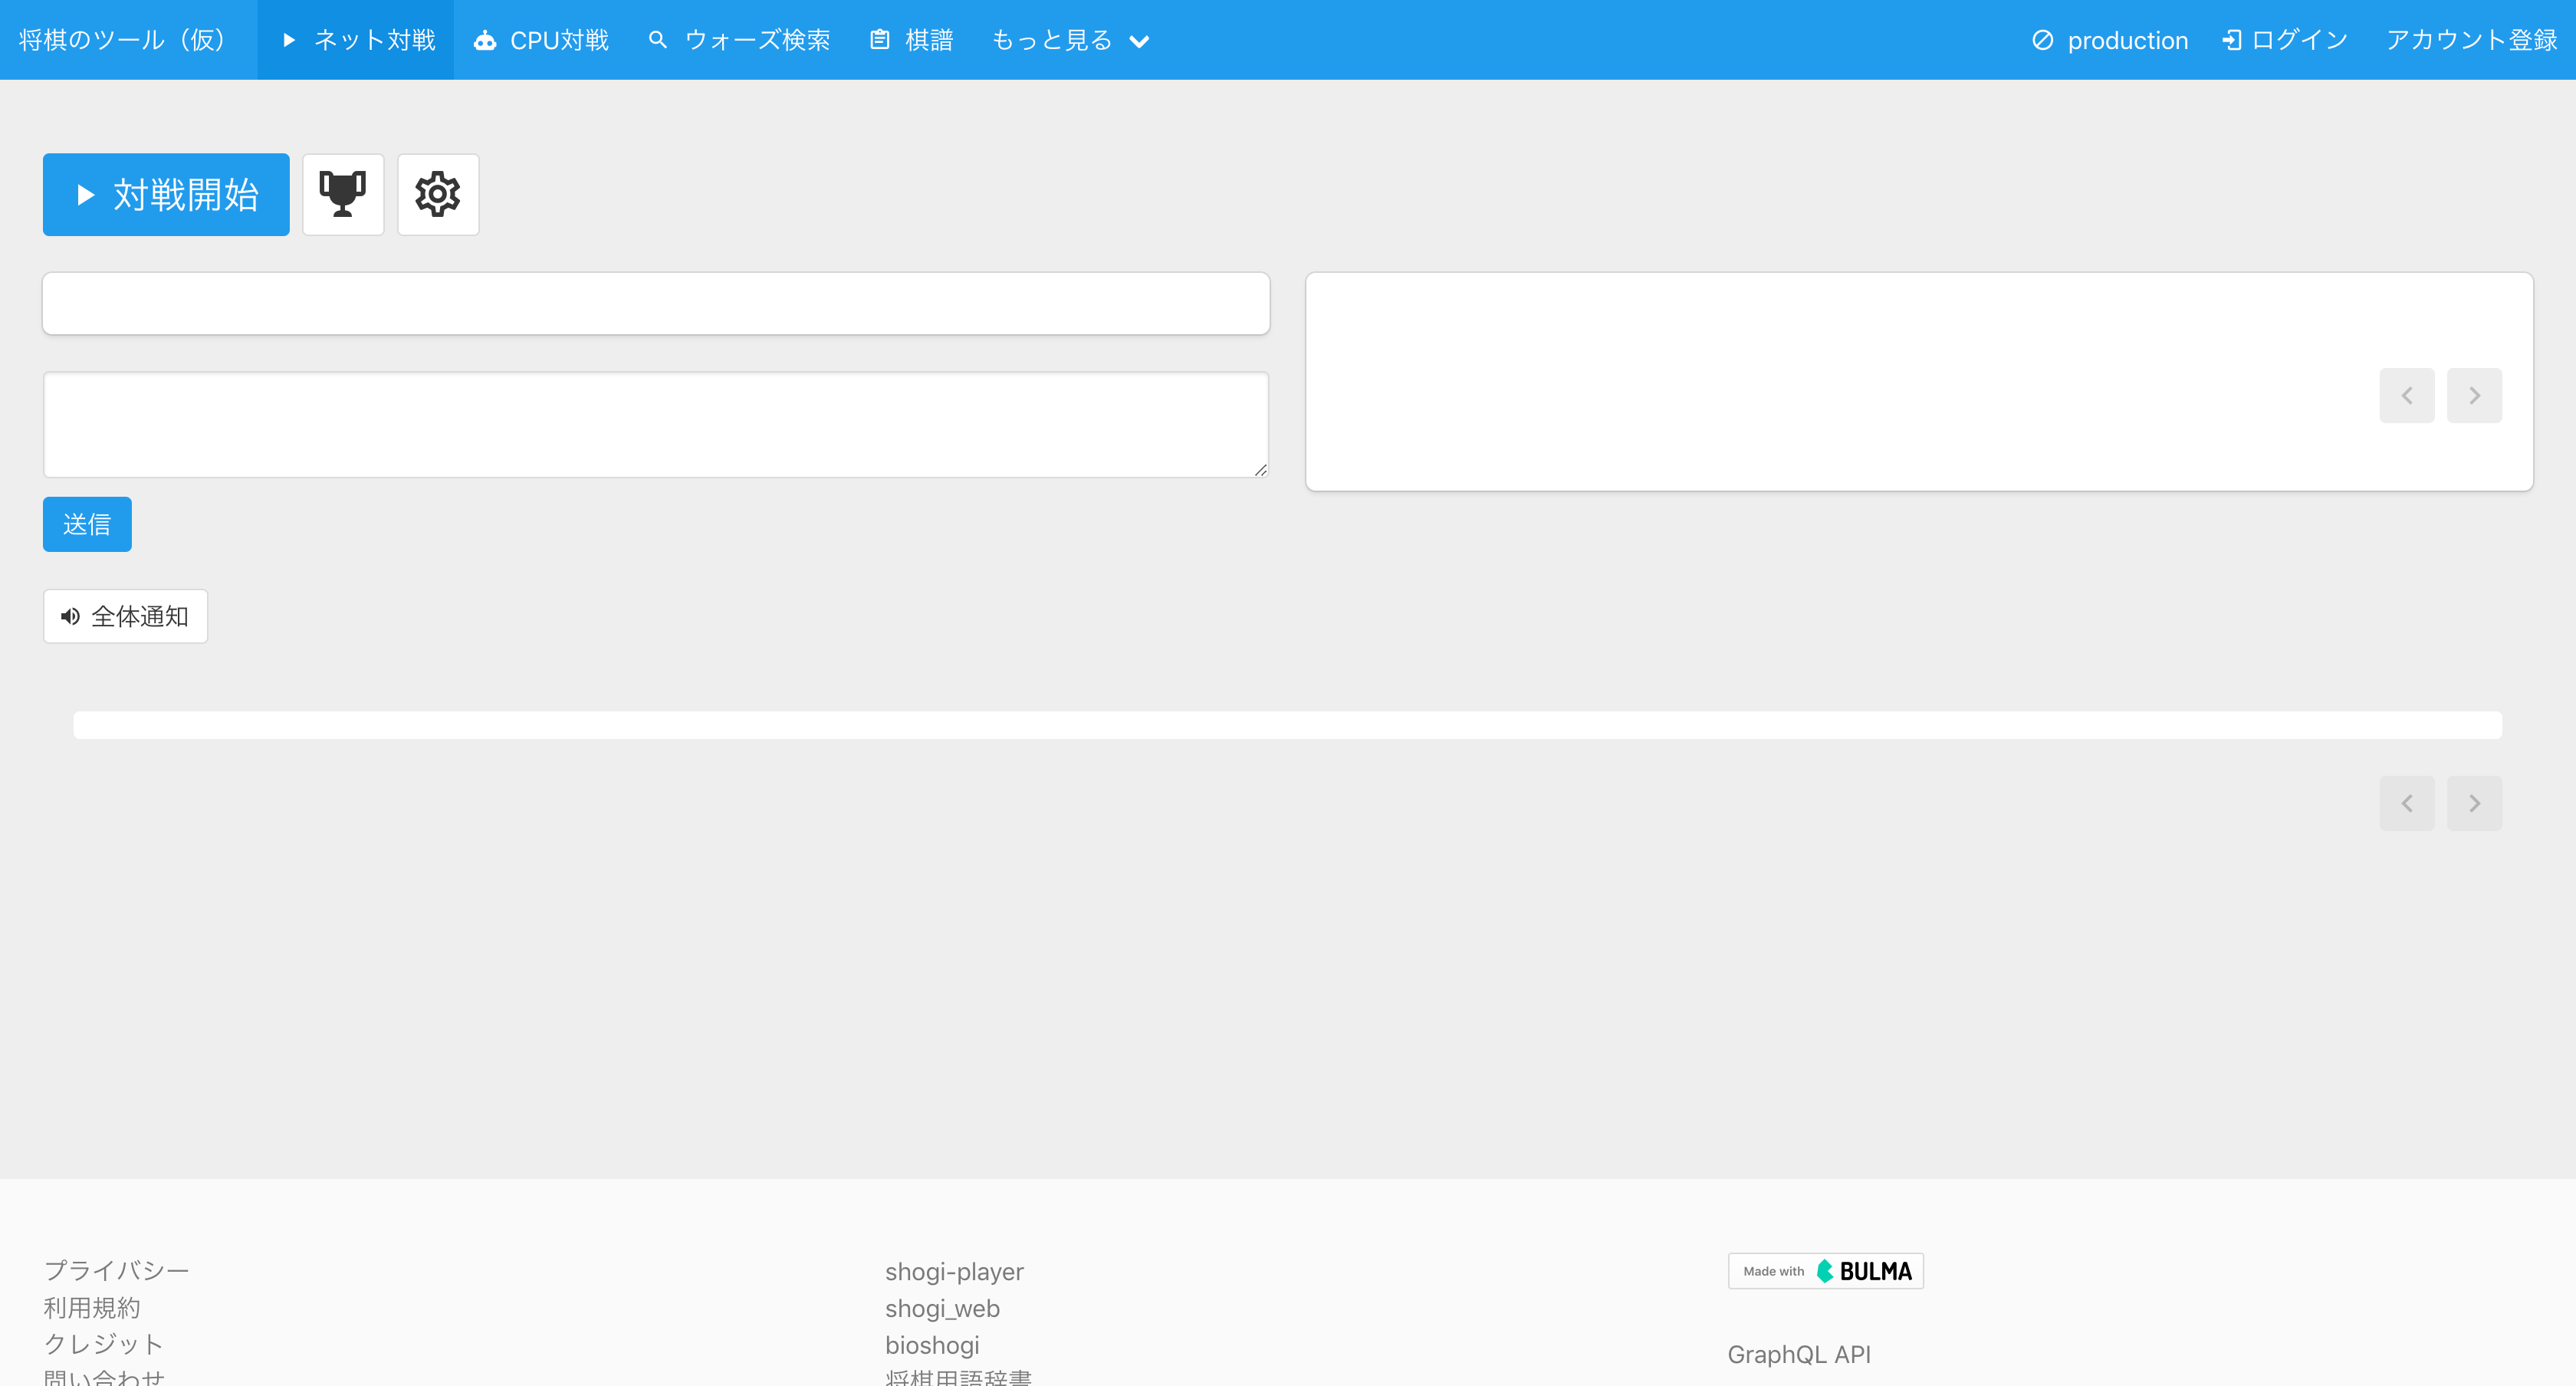 将棋のツール（仮） ネット対戦 CPU対戦 ウォーズ検索 棋譜 もっと見る production ログイン アカウント登録
対戦開始
送信
全体通知
プライバシー
利用規約
クレジット
問い合わせ
shogi-player
shogi_web
bioshogi
将棋用語辞書
Made with BULMA
GraphQL API